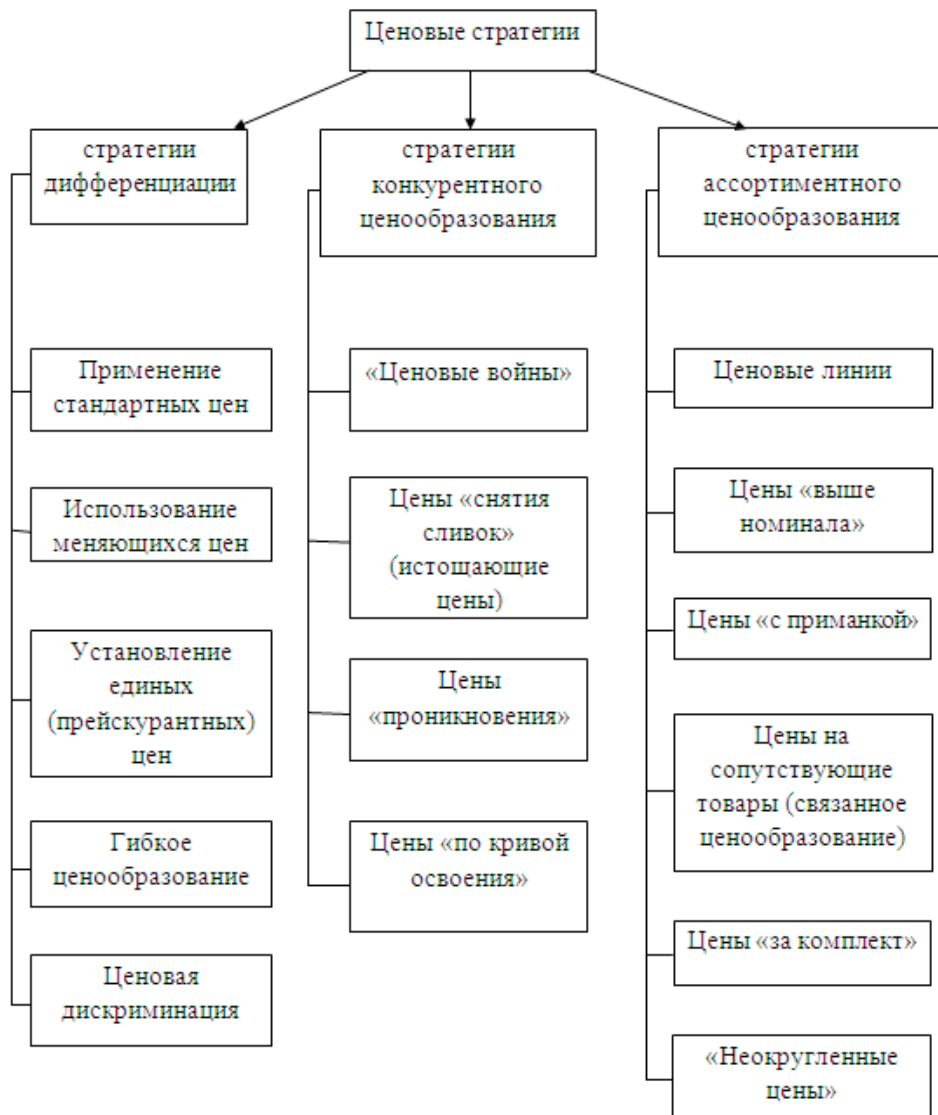 Ценовые стратегии
стратегии
дифференциации
стратегии
конкурентного
ценообразования
стратегии
ассортиментного
ценообразования
Применение
стандартных цен
Использование
меняющихся цен
Установление
единых
(прейскурантных)
цен
Гибкое
ценообразование
Ценовая
дискриминация
«Ценовые войны»
Цены «снятия
сливок»
(истощающие
цены)
Цены
«проникновения»
Цены «по кривой
освоения»
Ценовые линии
Цены «выше
номинала»
Цены «с приманкой»
Цены на
сопутствующие
товары (связанное
ценообразование)
Цены «за комплект»
«Неокругленные
цены»